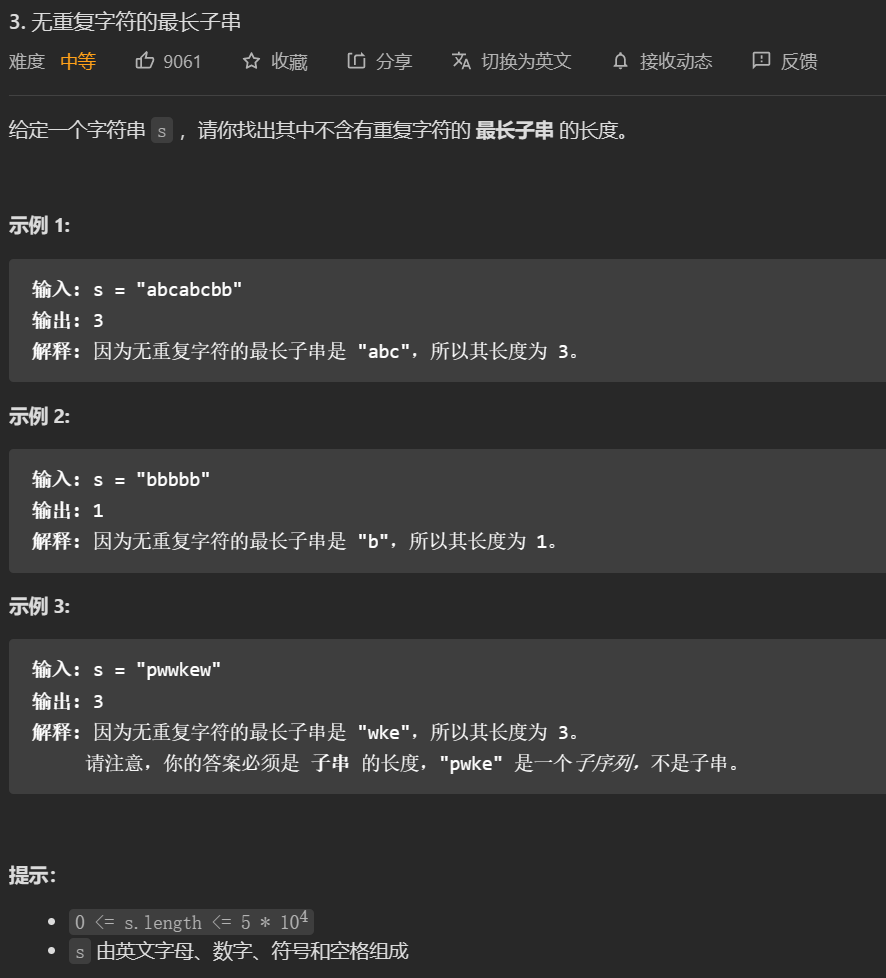 3. 无重复字符的最长子串
难度 中等 9061 收藏 分享 切换为英文 接收动态 反馈
给定一个字符串 s ，请你找出其中不含有重复字符的 最长子串 的长度。
示例 1:
输入: s = "abcabcbb"
输出: 3
解释: 因为无重复字符的最长子串是 "abc"，所以其长度为 3。
示例 2:
输入: s = "bbbbb"
输出: 1
解释: 因为无重复字符的最长子串是 "b"，所以其长度为 1。
示例 3:
输入: s = "pwwkew"
输出: 3
解释: 因为无重复字符的最长子串是 "wke"，所以其长度为 3。
请注意，你的答案必须是 子串 的长度，"pwke" 是一个子序列，不是子串。
提示：
• 0 <= s.length <= 5 * 10⁴
• s 由英文字母、数字、符号和空格组成